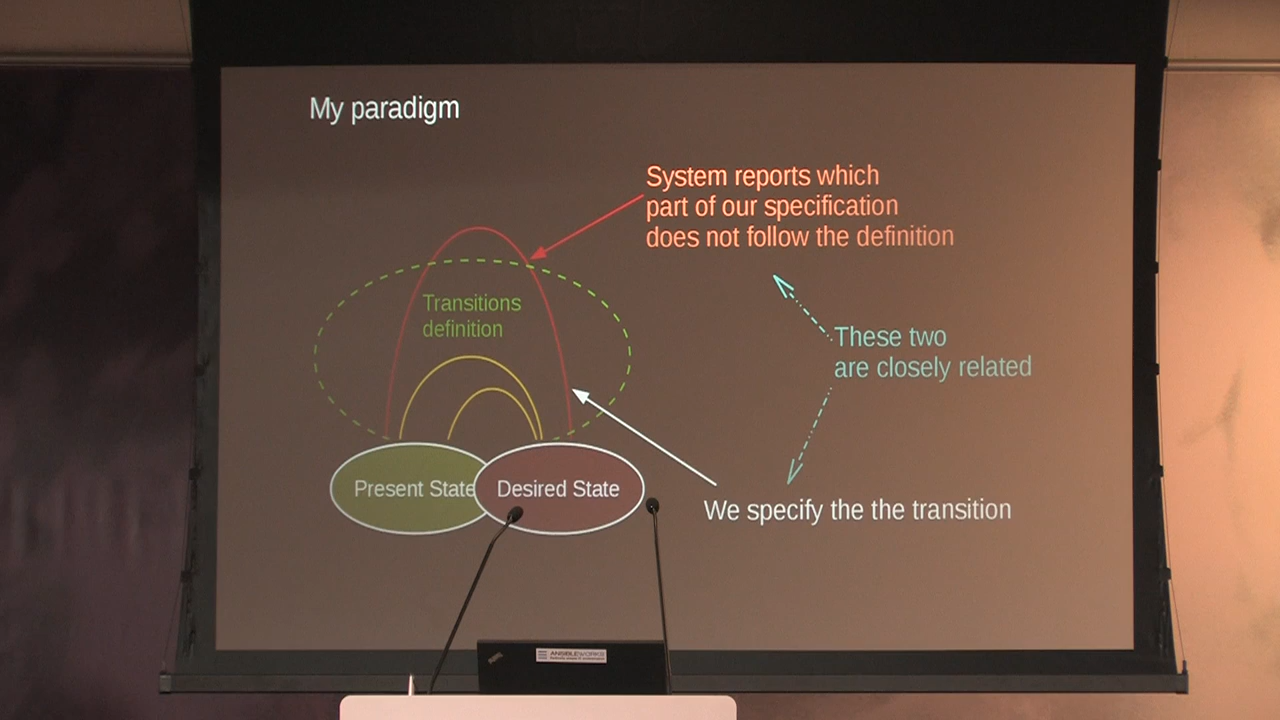 My paradigm
System reports which
part of our specification
does not follow the definition
Transitions
definition
These two
are closely related
Present State
Desired State
We specify the the transition
ANSIBLEWORKS